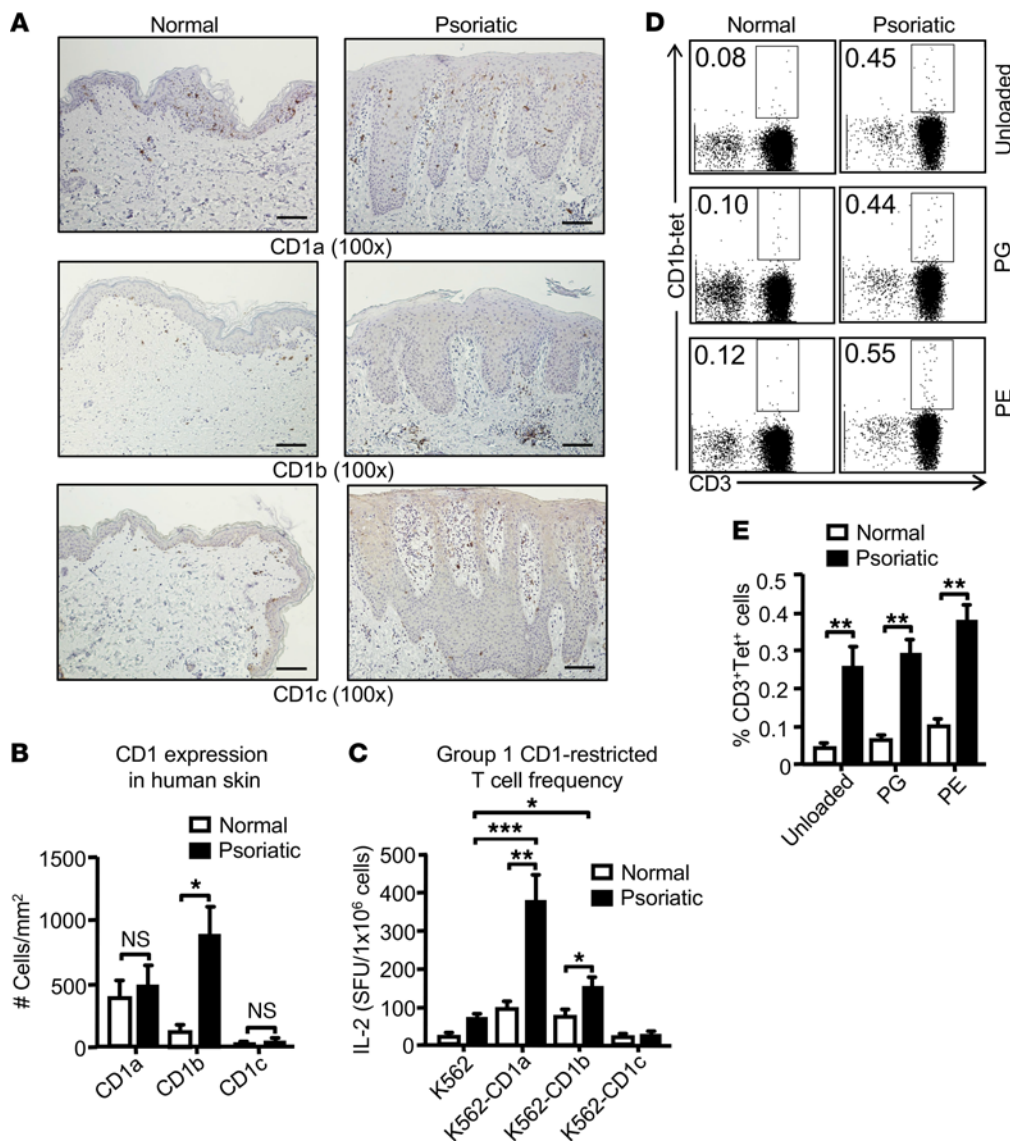 A
Normal
Psoriatic
CD1a (100x)
CD1b (100x)
CD1c (100x)
B
CD1 expression
in human skin
Normal
Psoriatic
# Cells/mm²
1500
1000
500
0
NS
*
NS
CD1a
CD1b
CD1c
C
Group 1 CD1-restricted
T cell frequency
Normal
Psoriatic
IL-2 (SFU/1x10⁶ cells)
500
400
300
200
100
0
*
***
**
*
K562
K562-CD1a
K562-CD1b
K562-CD1c
D
Normal
Psoriatic
0.08
0.45
Unloaded
0.10
0.44
PG
0.12
0.55
PE
CD1b-tet
CD3
E
Normal
Psoriatic
% CD3⁺Tet⁺ cells
0.5
0.4
0.3
0.2
0.1
0
**
**
**
Unloaded
PG
PE